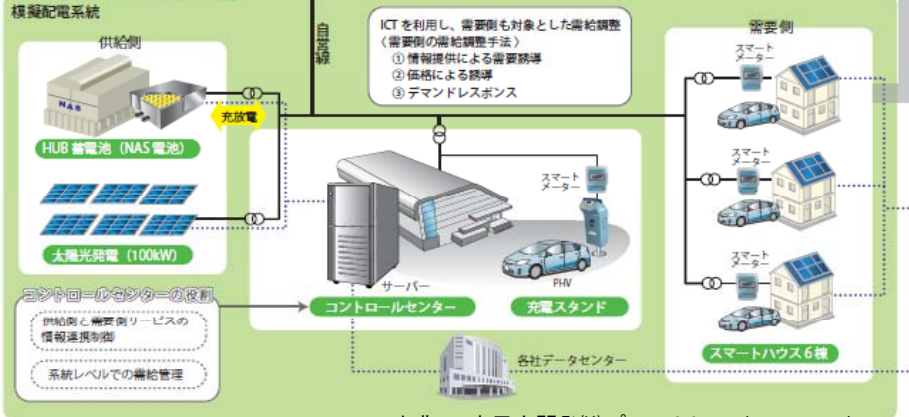 模擬配電系統
供給側
NAS
充放電
HUB 蓄電池（NAS 電池）
太陽光発電（100kW）
コントロールセンターの役割
供給側と需要側サービスの
情報連携制御
系統レベルでの需給管理
自営線
ICT を利用し、需要側も対象とした需給調整
〈需要側の需給調整手法〉
① 情報提供による需要誘導
② 価格による誘導
③ デマンドレスポンス
スマート
メーター
サーバー
PHV
コントロールセンター
充電スタンド
各社データセンター
需要側
スマート
メーター
スマート
メーター
スマート
メーター
スマートハウス 6 棟